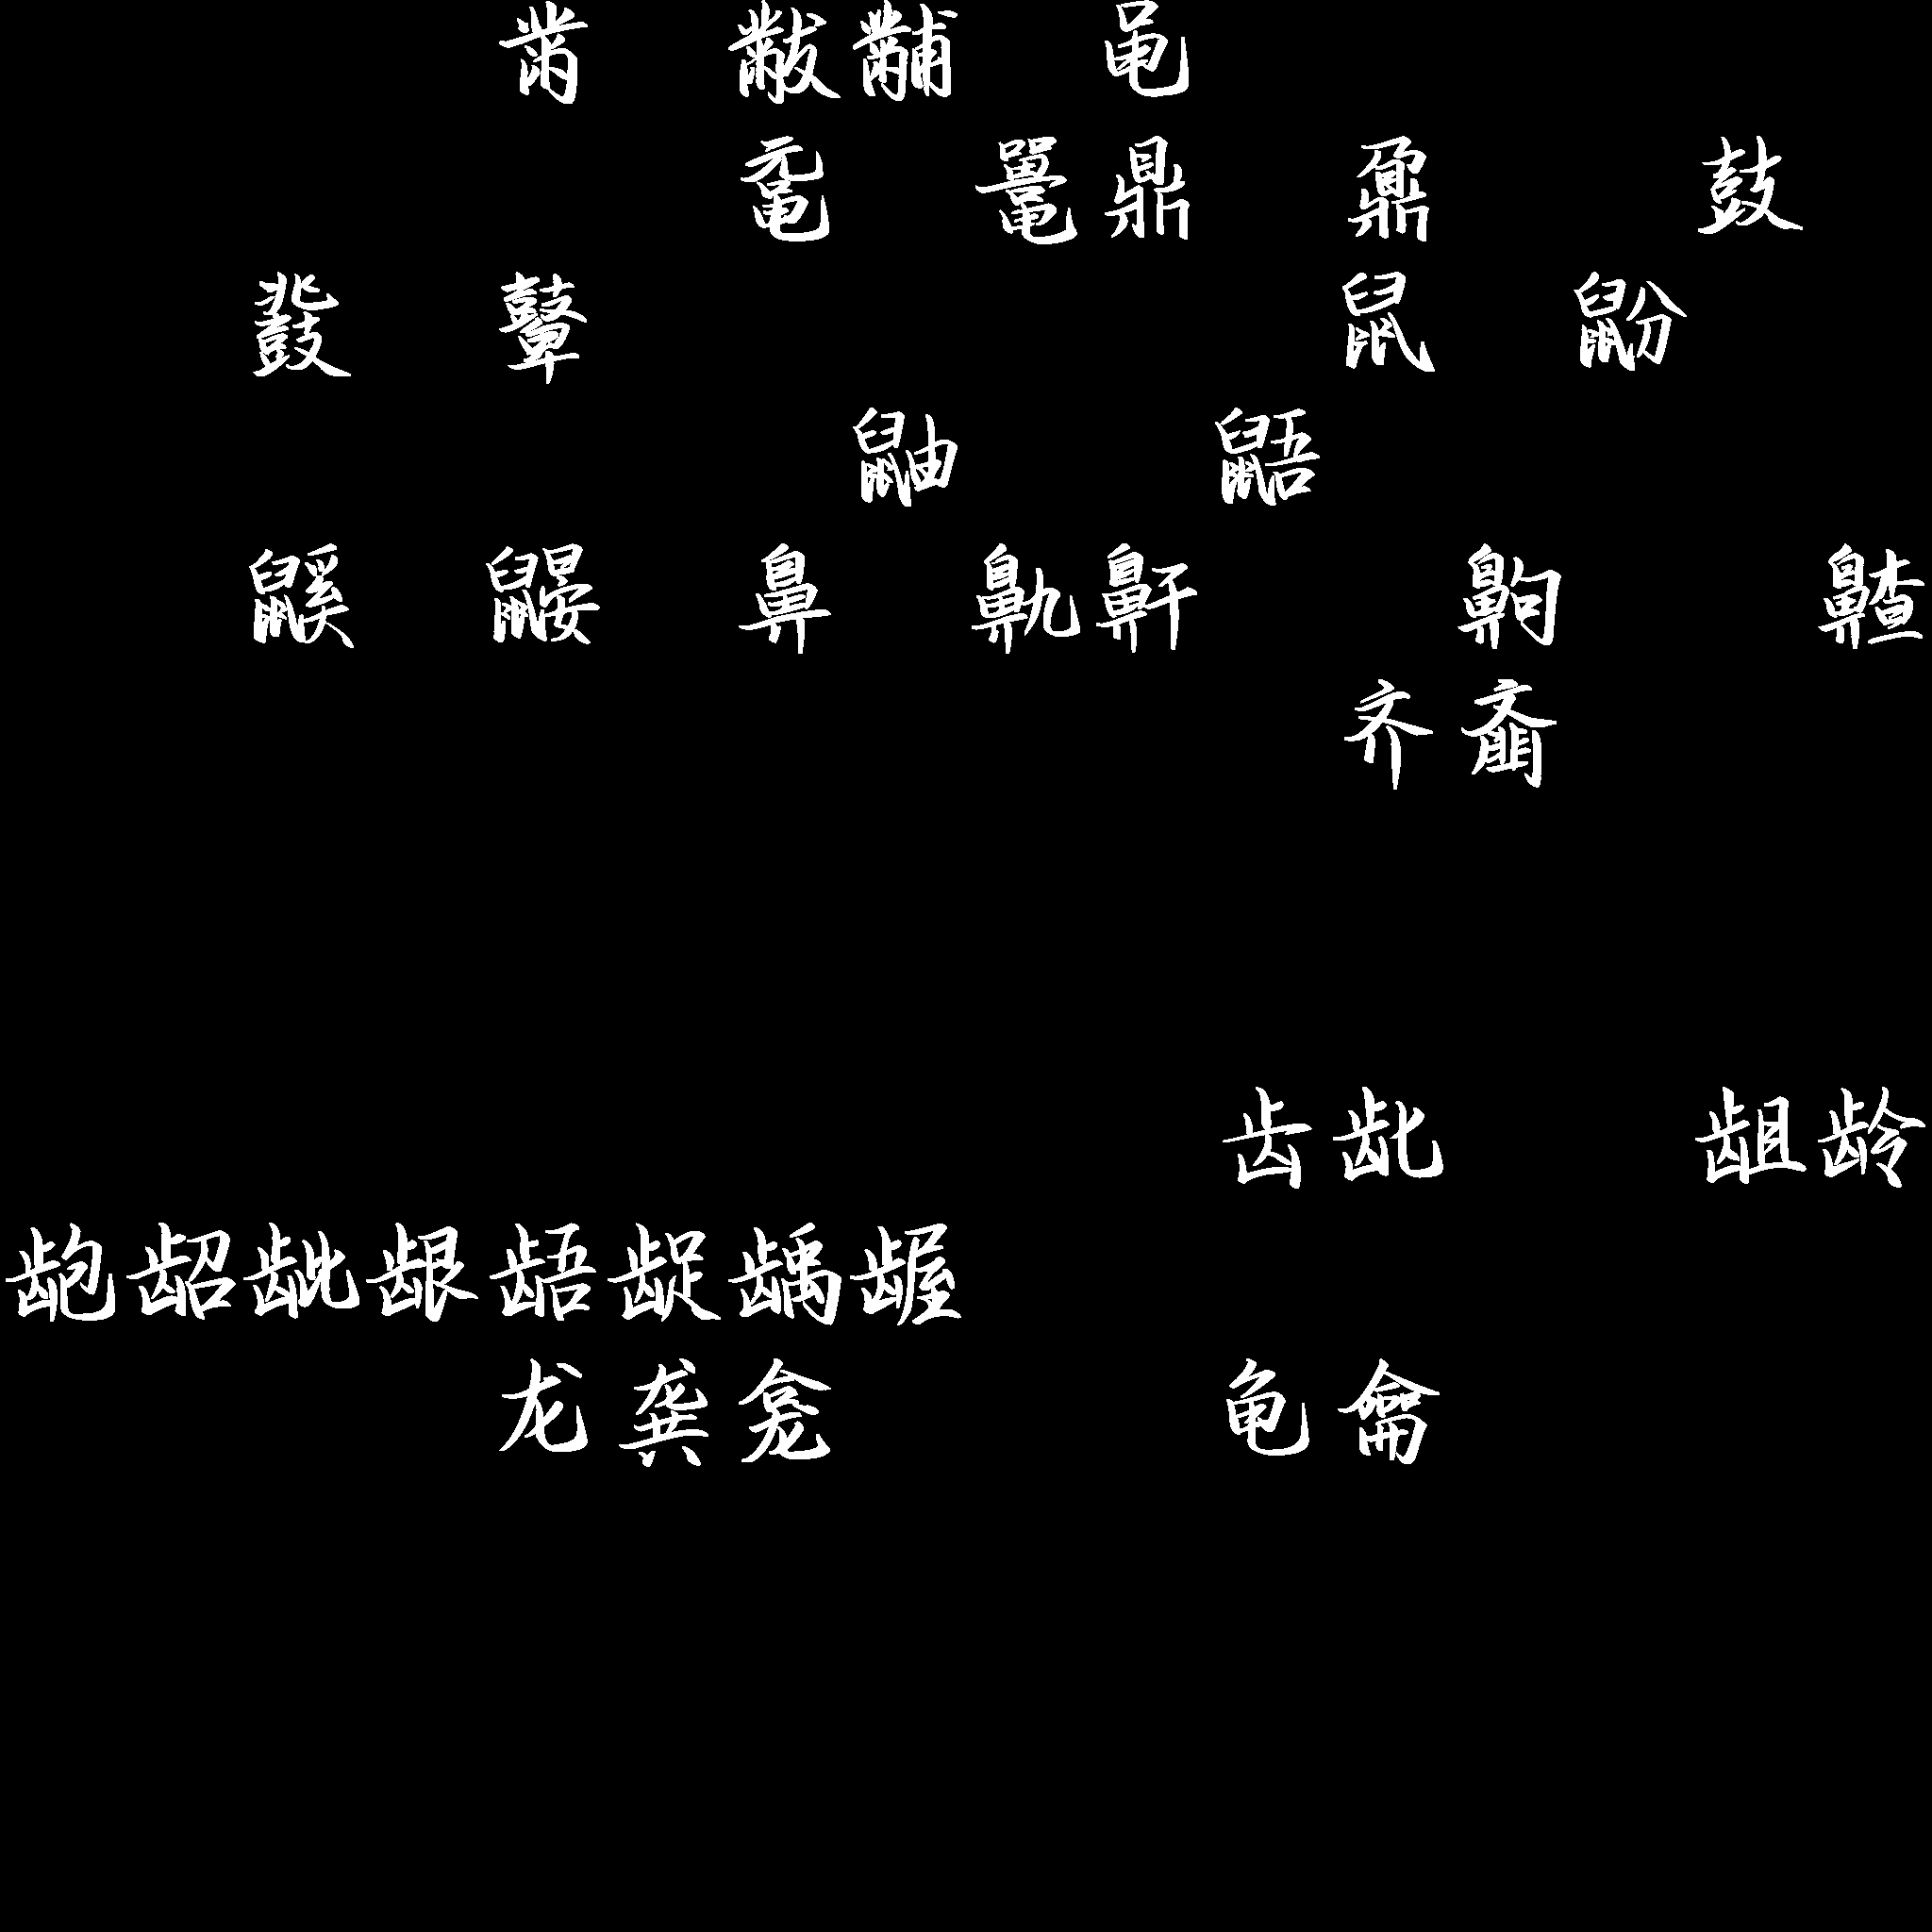 黹 黻黼 黾
鼋 鼍鼎 鼐 鼓
鼗 鼙 鼠 鼢
鼬 鼯
鼷 鼹 鼻 鼽鼾 齁 齄
齐齑
齿龀 龃龄
龅龆龇龈龉龊龋龌
龙龚龛 龟龠